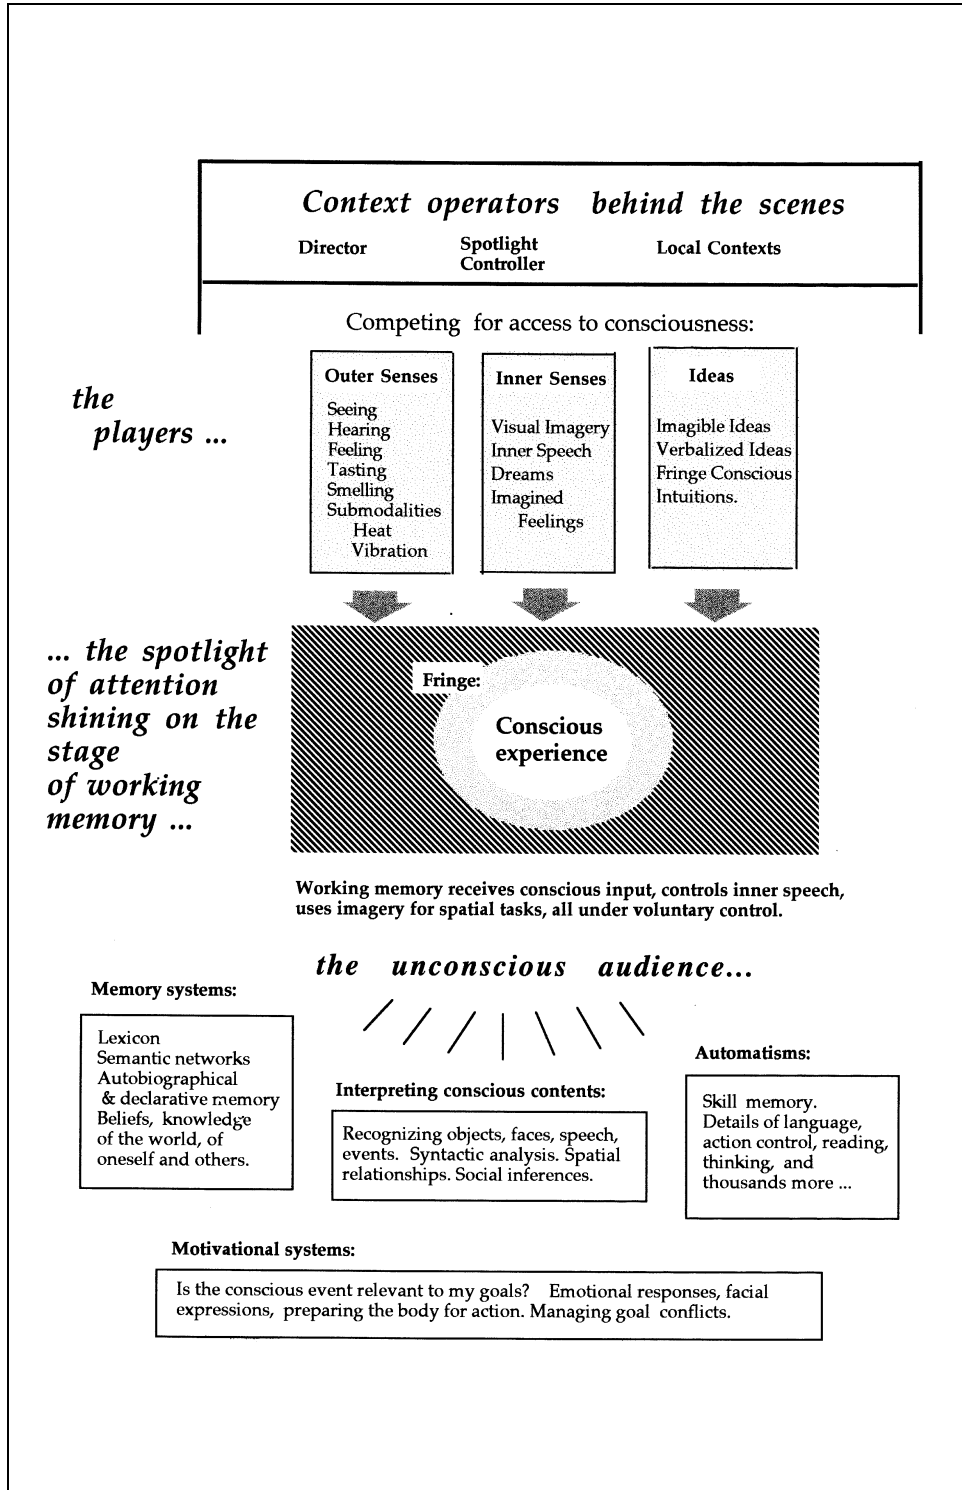 Context operators behind the scenes
Director
Spotlight
Controller
Local Contexts
Competing for access to consciousness:
the
players ...
Outer Senses
Seeing
Hearing
Feeling
Tasting
Smelling
Submodalities
Heat
Vibration
Inner Senses
Visual Imagery
Inner Speech
Dreams
Imagined
Feelings
Ideas
Imagible Ideas
Verbalized Ideas
Fringe Conscious
Intuitions.
... the spotlight
of attention
shining on the
stage
of working
memory ...
Fringe:
Conscious
experience
Working memory receives conscious input, controls inner speech,
uses imagery for spatial tasks, all under voluntary control.
the unconscious audience...
Memory systems:
Lexicon
Semantic networks
Autobiographical
& declarative memory
Beliefs, knowledge
of the world, of
oneself and others.
Interpreting conscious contents:
Recognizing objects, faces, speech,
events. Syntactic analysis. Spatial
relationships. Social inferences.
Automatisms:
Skill memory.
Details of language,
action control, reading,
thinking, and
thousands more ...
Motivational systems:
Is the conscious event relevant to my goals? Emotional responses, facial
expressions, preparing the body for action. Managing goal conflicts.